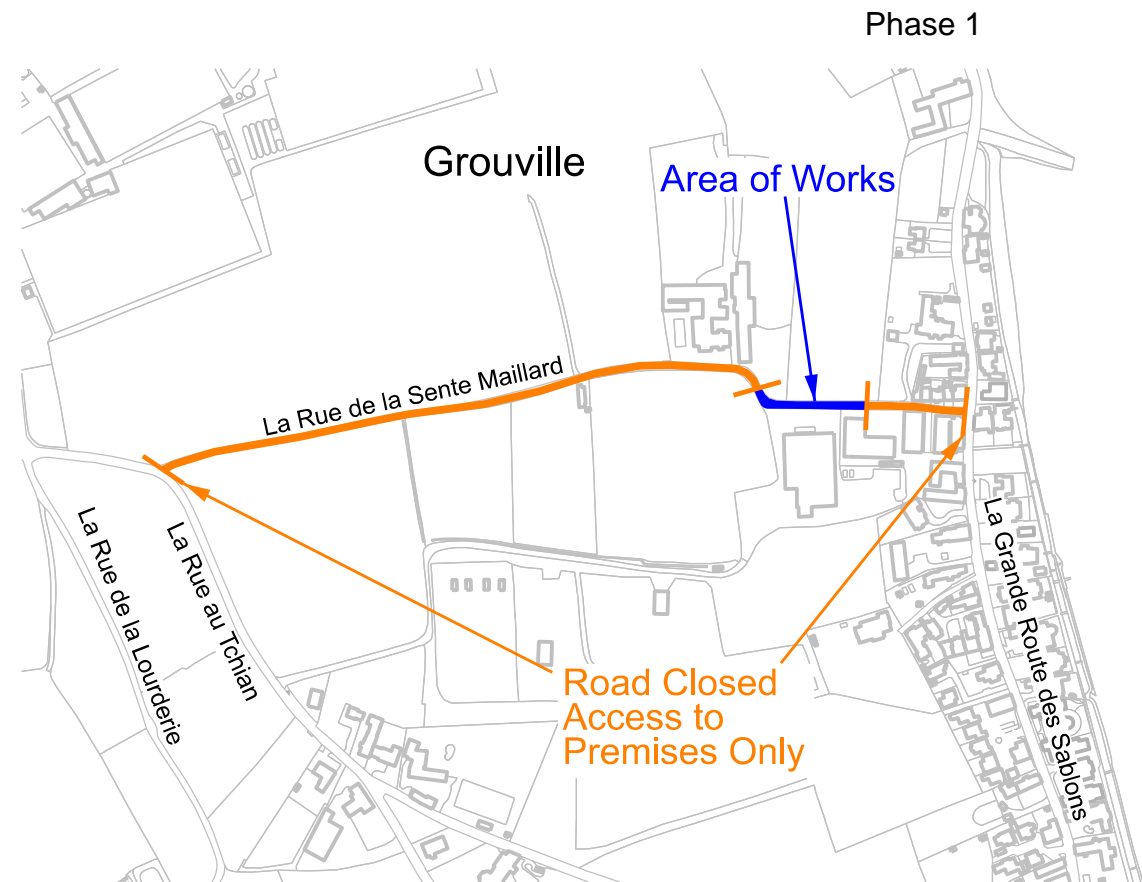 Phase 1
Grouville
Area of Works
La Rue de la Sente Maillard
La Rue de la Lourderie
La Rue au Tchian
La Grande Route des Sablons
Road Closed
Access to
Premises Only